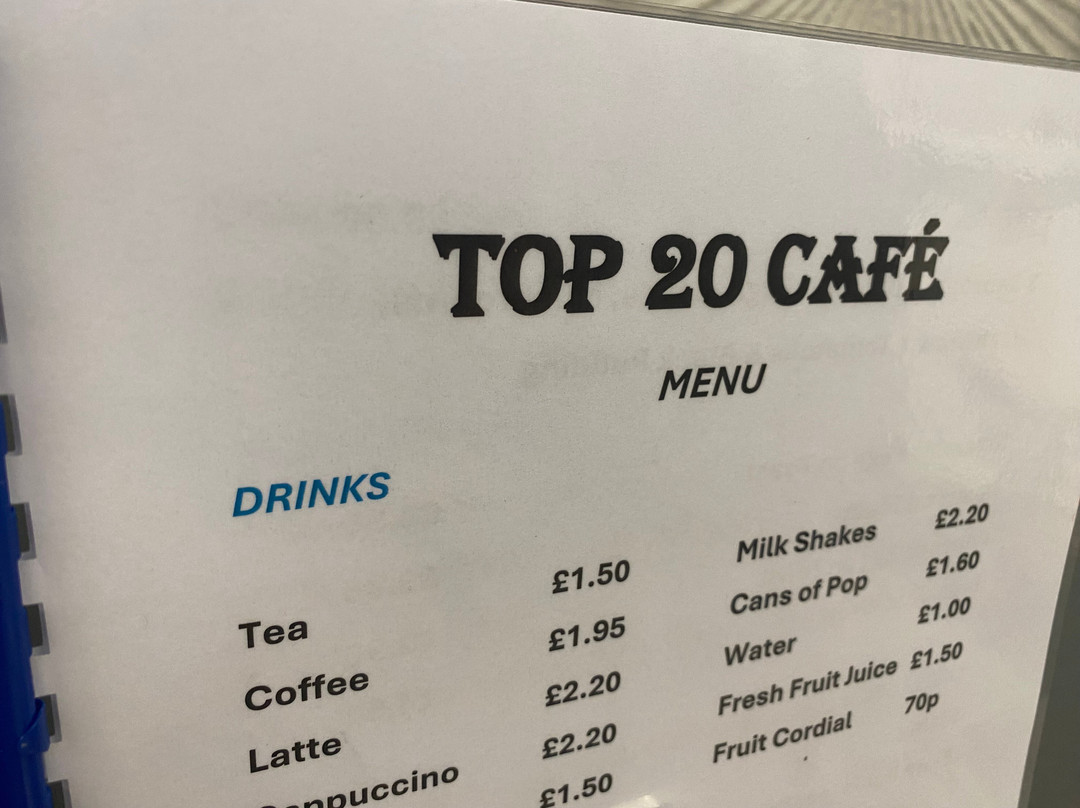 TOP 20 CAFÉ
MENU
DRINKS
Tea £1.50
Coffee £1.95
Latte £2.20
Cappuccino £2.20
£1.50
Milk Shakes £2.20
Cans of Pop £1.60
Water £1.00
Fresh Fruit Juice £1.50
Fruit Cordial 70p